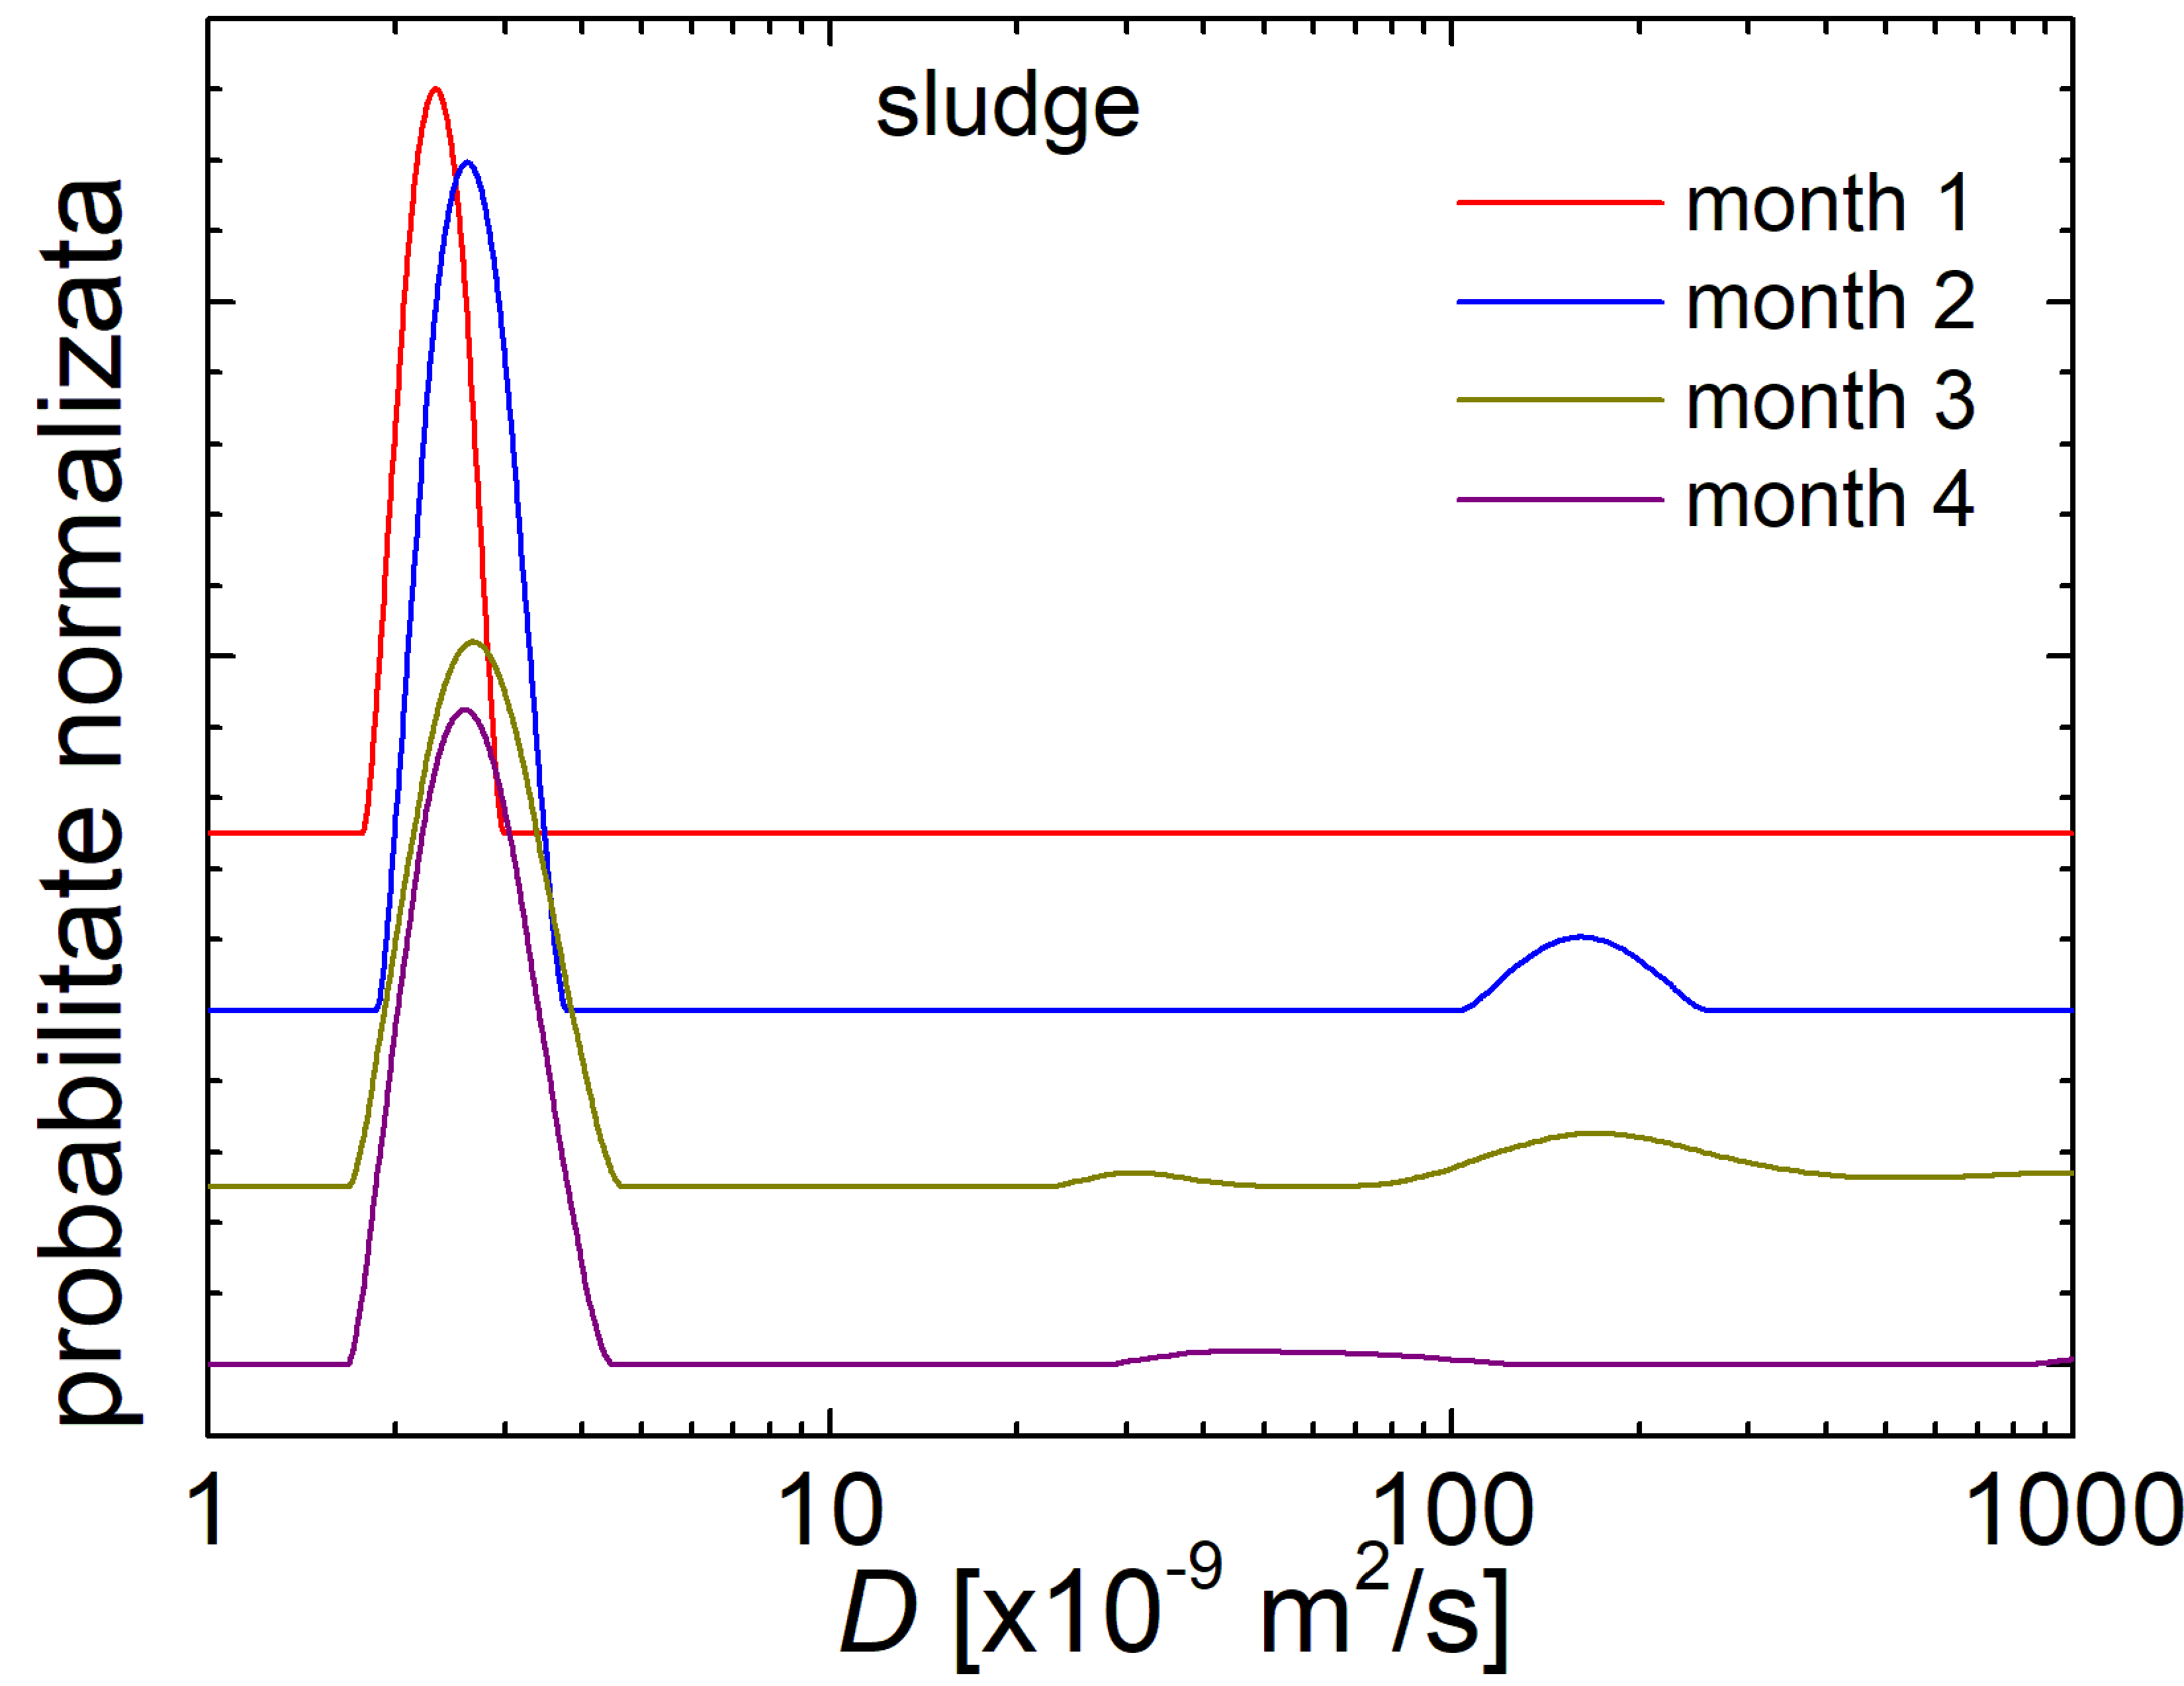 sludge
month 1
month 2
month 3
month 4
probabilitate normalizata
1 10 100 1000
D [x10⁻⁹ m²/s]